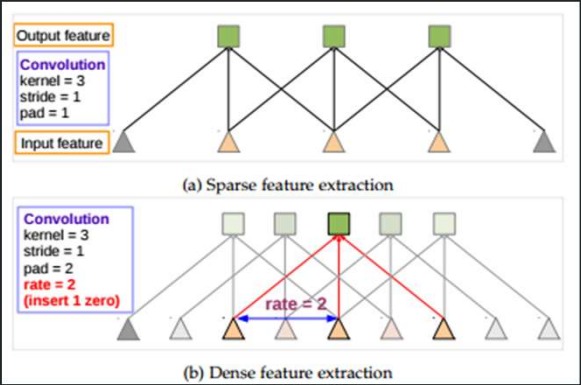 Output feature
Convolution
kernel = 3
stride = 1
pad = 1
Input feature
(a) Sparse feature extraction
Convolution
kernel = 3
stride = 1
pad = 2
rate = 2
(insert 1 zero)
rate = 2
(b) Dense feature extraction